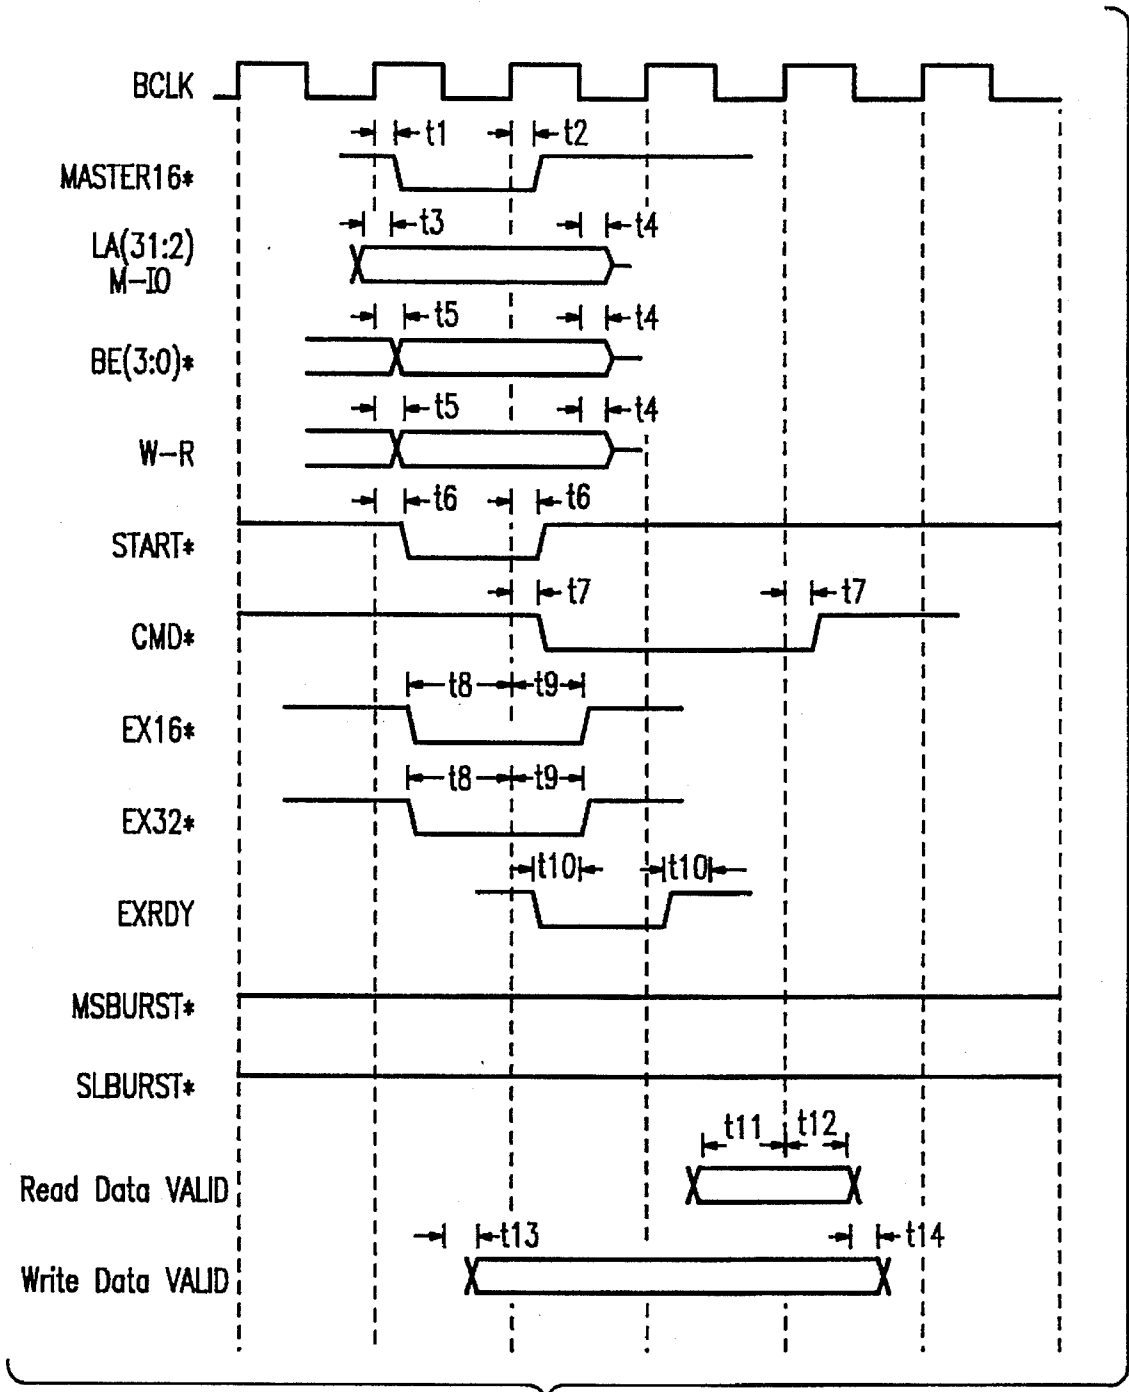 BCLK
t1 t2
MASTER16*
t3 t4
LA(31:2)
M-IO
t5 t4
BE(3:0)*
t5 t4
W-R
t6 t6
START*
t7 t7
CMD*
t8 t9
EX16*
t8 t9
EX32*
t10 t10
EXRDY
MSBURST*
SLBURST*
t11 t12
Read Data VALID
t13 t14
Write Data VALID